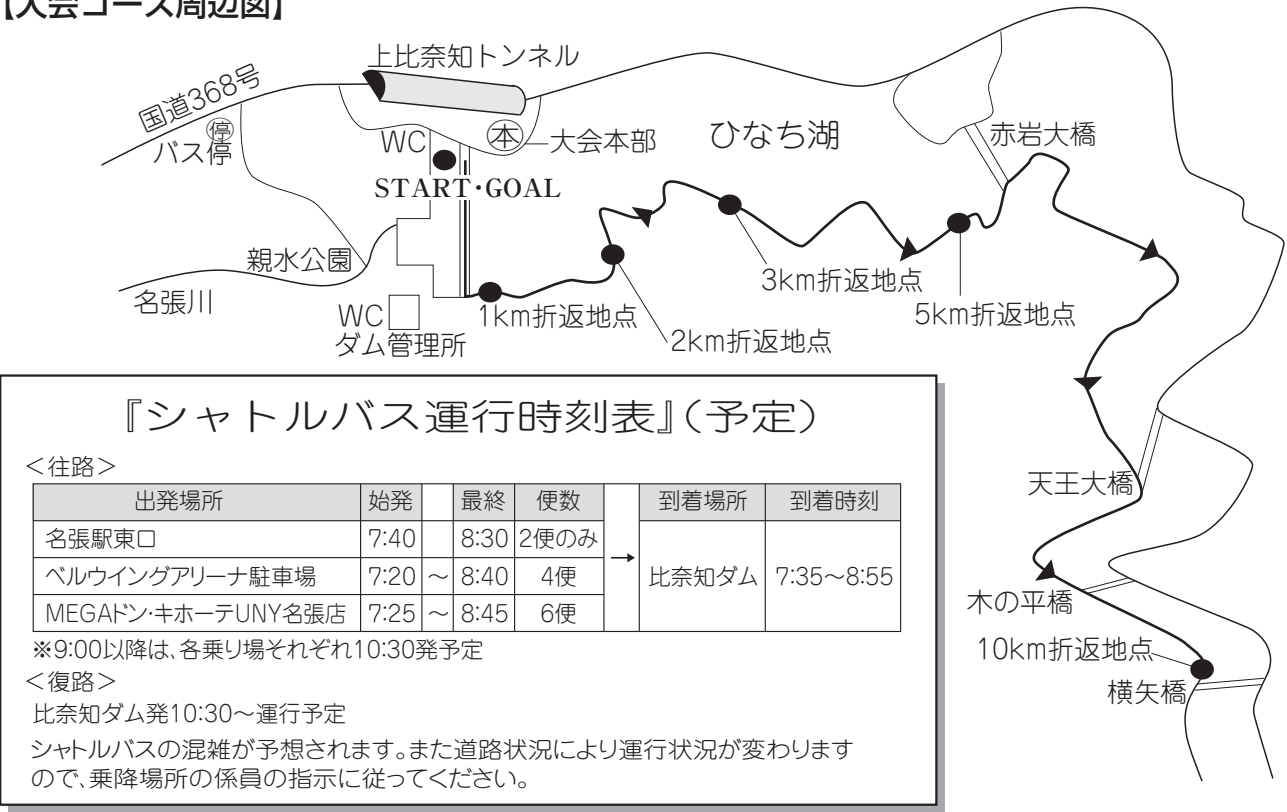 【大会コース周辺図】
上比奈知トンネル
国道368号
停
バス停
WC
本
大会本部
ひなち湖
赤岩大橋
START・GOAL
親水公園
名張川
WC
ダム管理所
1km折返地点
2km折返地点
3km折返地点
5km折返地点
天王大橋
木の平橋
10km折返地点
横矢橋
『シャトルバス運行時刻表』(予定)
<往路>
出発場所 始発 最終 便数 → 到着場所 到着時刻
名張駅東口 7:40 8:30 2便のみ
ベルウイングアリーナ駐車場 7:20 ～ 8:40 4便 比奈知ダム 7:35～8:55
MEGAドン・キホーテUNY名張店 7:25 ～ 8:45 6便
※9:00以降は、各乗り場それぞれ10:30発予定
<復路>
比奈知ダム発10:30～運行予定
シャトルバスの混雑が予想されます。また道路状況により運行状況が変わります
ので、乗降場所の係員の指示に従ってください。